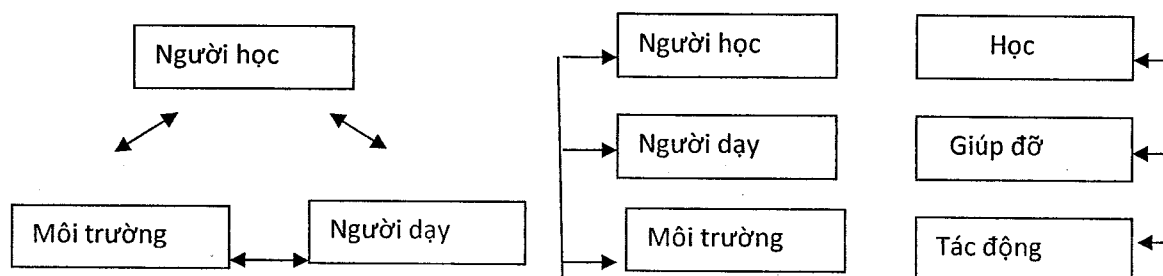 Người học
Môi trường
Người dạy
Người học
Người dạy
Môi trường
Học
Giúp đỡ
Tác động